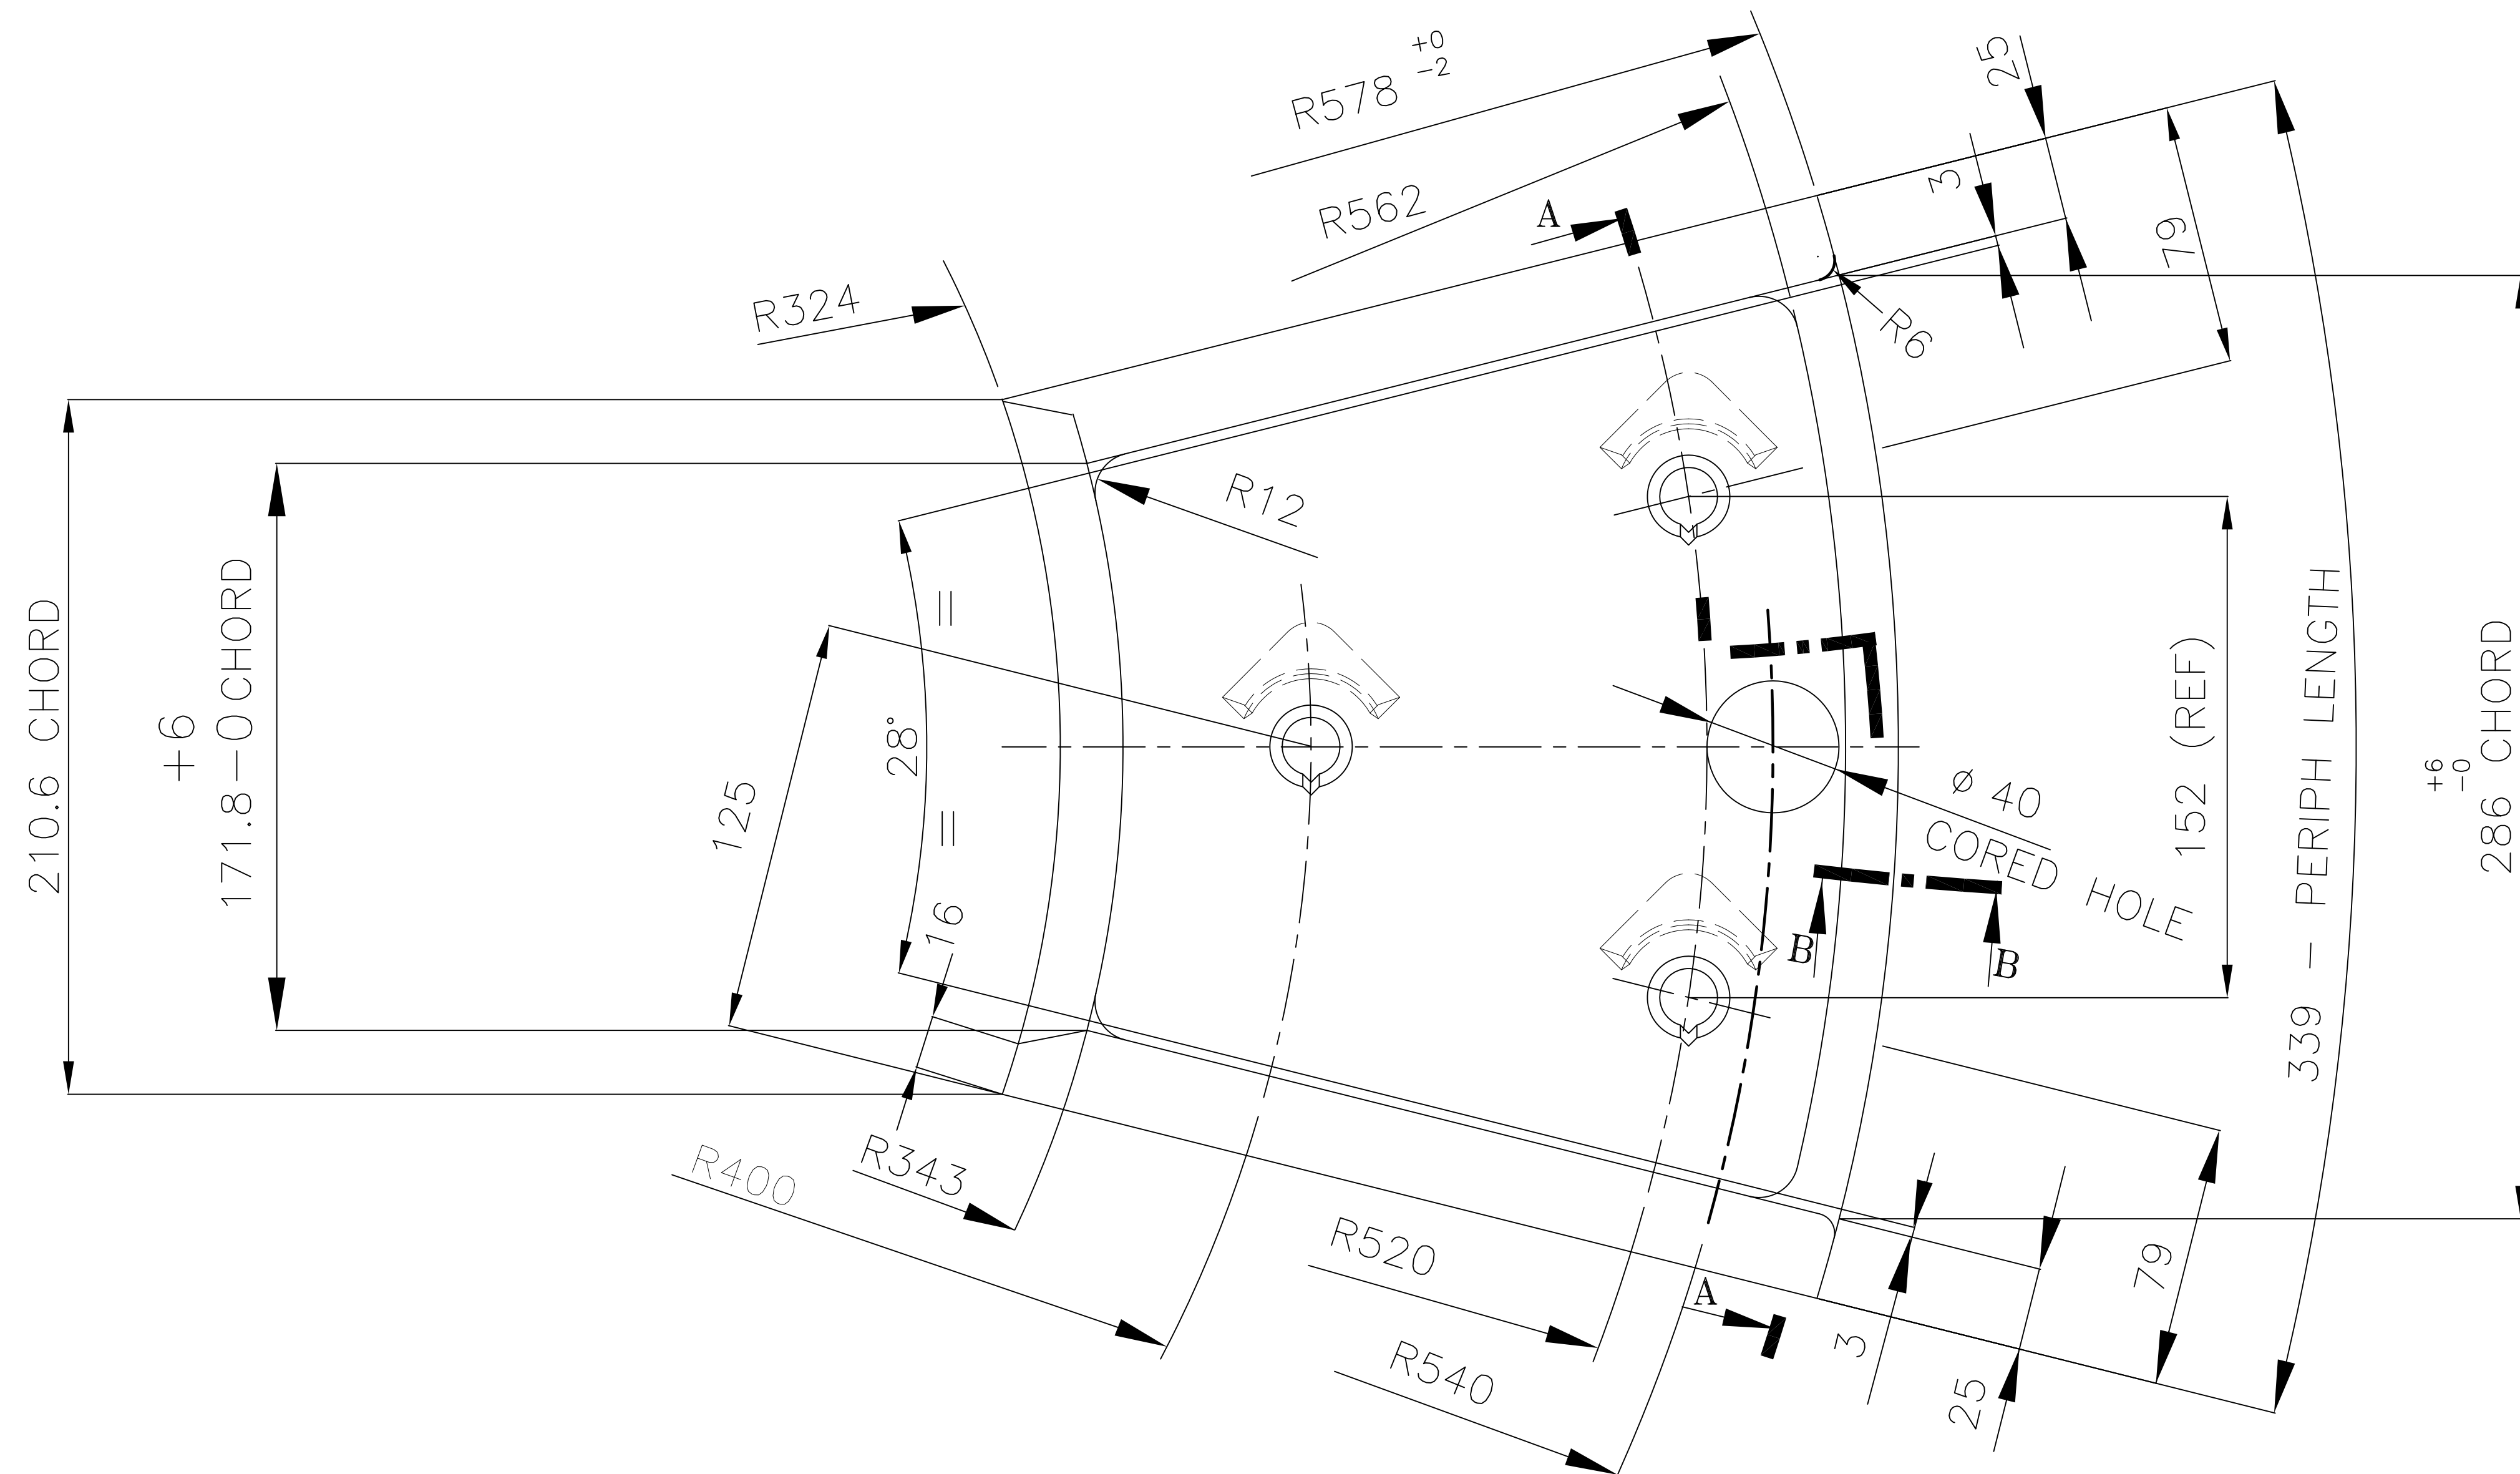 R578 +0
-2
25
R562
3
A
79
R324
R6
R12
210.6 CHORD
+6
171.8-0 CHORD
=
28°
125
=
16
Ø 40
CORED HOLE
152 (REF)
339 - PERIPH LENGTH
+6
-0
286 CHORD
B
B
R343
R400
R520
A
R540
3
25
79